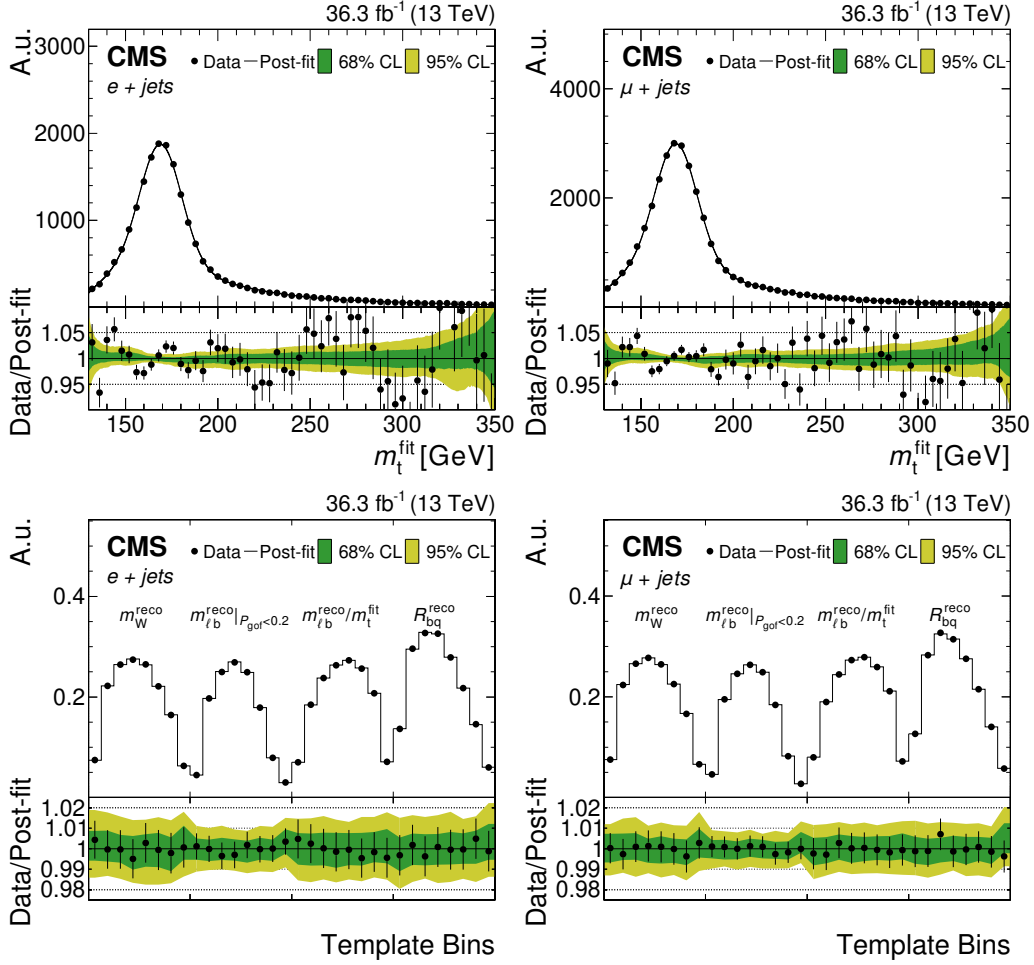 36.3 fb⁻¹ (13 TeV)
A.u.
3000
2000
1000
CMS
Data
Post-fit
68% CL
95% CL
e + jets
Data/Post-fit
1.05
1
0.95
150
200
250
300
350
m_t^fit [GeV]
36.3 fb⁻¹ (13 TeV)
A.u.
4000
2000
CMS
Data
Post-fit
68% CL
95% CL
μ + jets
Data/Post-fit
1.05
1
0.95
150
200
250
300
350
m_t^fit [GeV]
36.3 fb⁻¹ (13 TeV)
A.u.
0.4
0.2
CMS
Data
Post-fit
68% CL
95% CL
e + jets
m_W^reco
m_ℓb^reco|_P_gof<0.2
m_ℓb^reco/m_t^fit
R_bq^reco
Data/Post-fit
1.02
1.01
1
0.99
0.98
Template Bins
36.3 fb⁻¹ (13 TeV)
A.u.
0.4
0.2
CMS
Data
Post-fit
68% CL
95% CL
μ + jets
m_W^reco
m_ℓb^reco|_P_gof<0.2
m_ℓb^reco/m_t^fit
R_bq^reco
Data/Post-fit
1.02
1.01
1
0.99
0.98
Template Bins